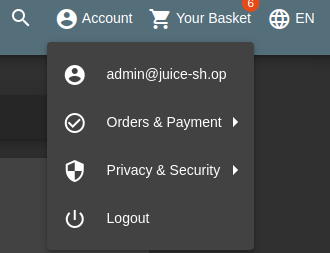 Account
Your Basket
6
EN
admin@juice-sh.op
Orders & Payment
Privacy & Security
Logout